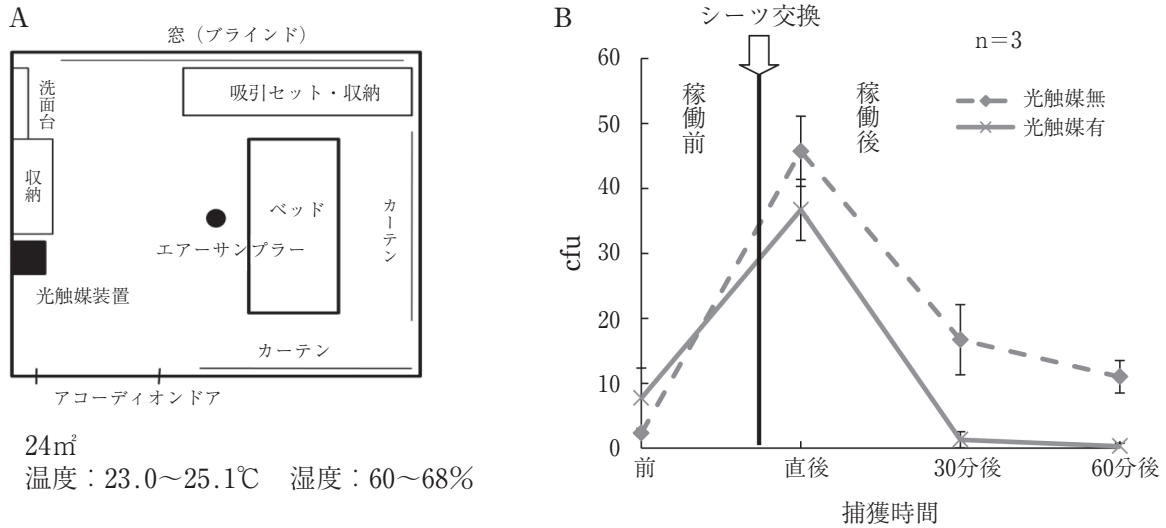 A
窓（ブラインド）
洗面台
吸引セット・収納
収納
ベッド
カーテン
エアーサンプラー
光触媒装置
カーテン
アコーディオンドア
24㎡
温度：23.0～25.1℃　湿度：60～68％
B
シーツ交換
n＝3
稼働前
稼働後
光触媒無
光触媒有
cfu
60
50
40
30
20
10
0
前
直後
30分後
60分後
捕獲時間